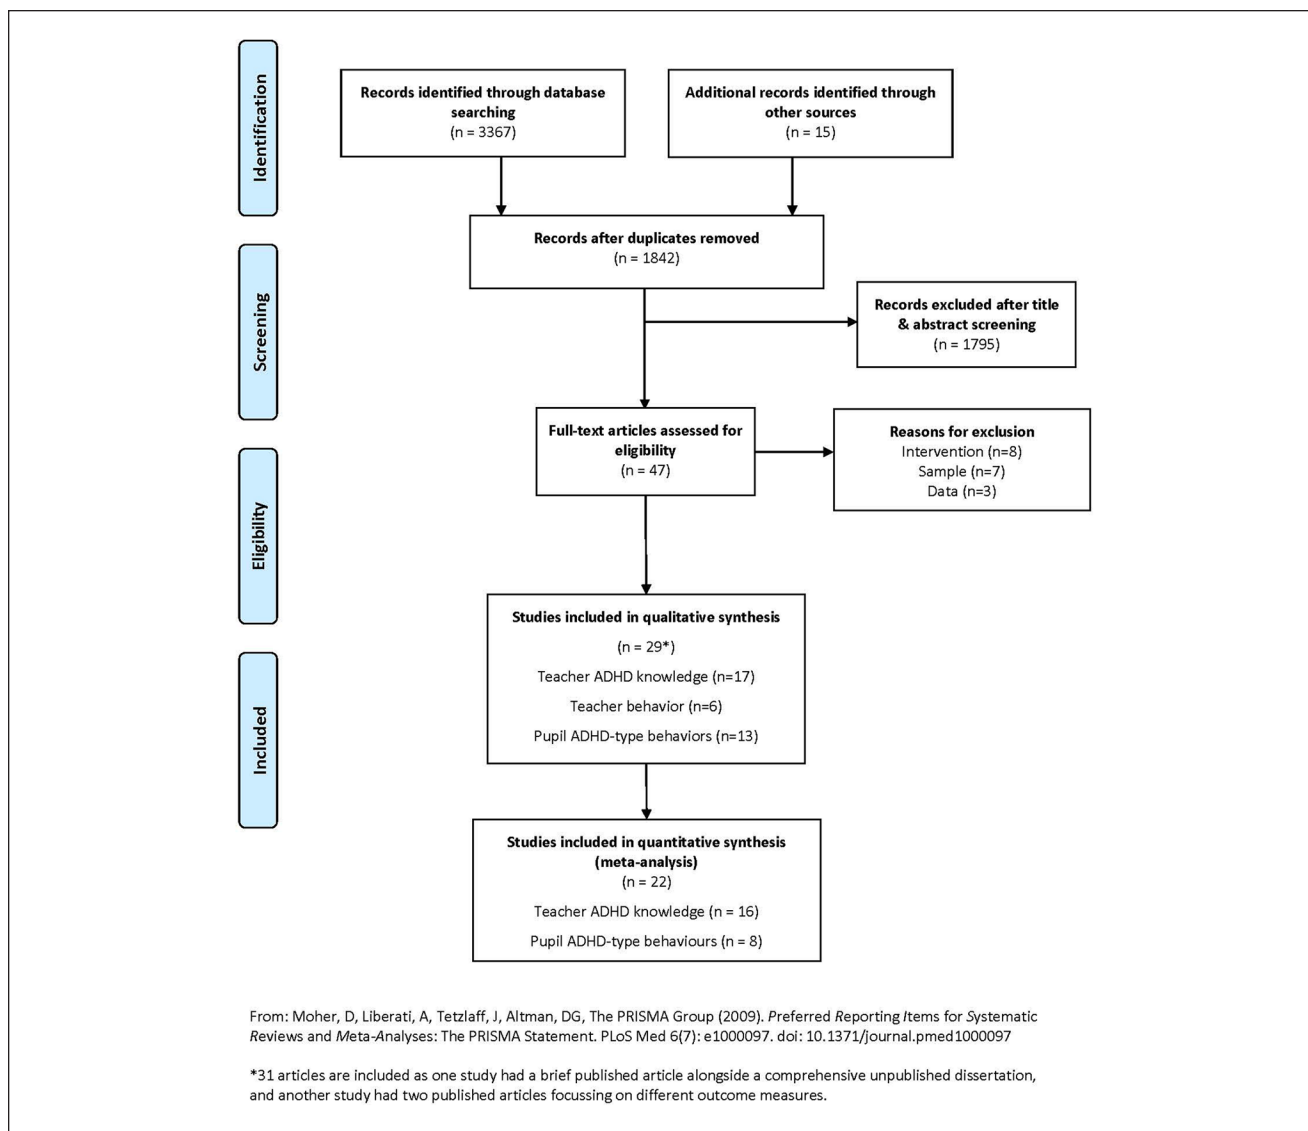 Identification
Records identified through database
searching
(n = 3367)
Additional records identified through
other sources
(n = 15)
Records after duplicates removed
(n = 1842)
Screening
Records excluded after title
& abstract screening
(n = 1795)
Full-text articles assessed for
eligibility
(n = 47)
Reasons for exclusion
Intervention (n=8)
Sample (n=7)
Data (n=3)
Eligibility
Studies included in qualitative synthesis
(n = 29*)
Teacher ADHD knowledge (n=17)
Teacher behavior (n=6)
Pupil ADHD-type behaviors (n=13)
Included
Studies included in quantitative synthesis
(meta-analysis)
(n = 22)
Teacher ADHD knowledge (n = 16)
Pupil ADHD-type behaviours (n = 8)
From: Moher, D, Liberati, A, Tetzlaff, J, Altman, DG, The PRISMA Group (2009). Preferred Reporting Items for Systematic
Reviews and Meta-Analyses: The PRISMA Statement. PLoS Med 6(7): e1000097. doi: 10.1371/journal.pmed1000097
*31 articles are included as one study had a brief published article alongside a comprehensive unpublished dissertation,
and another study had two published articles focussing on different outcome measures.